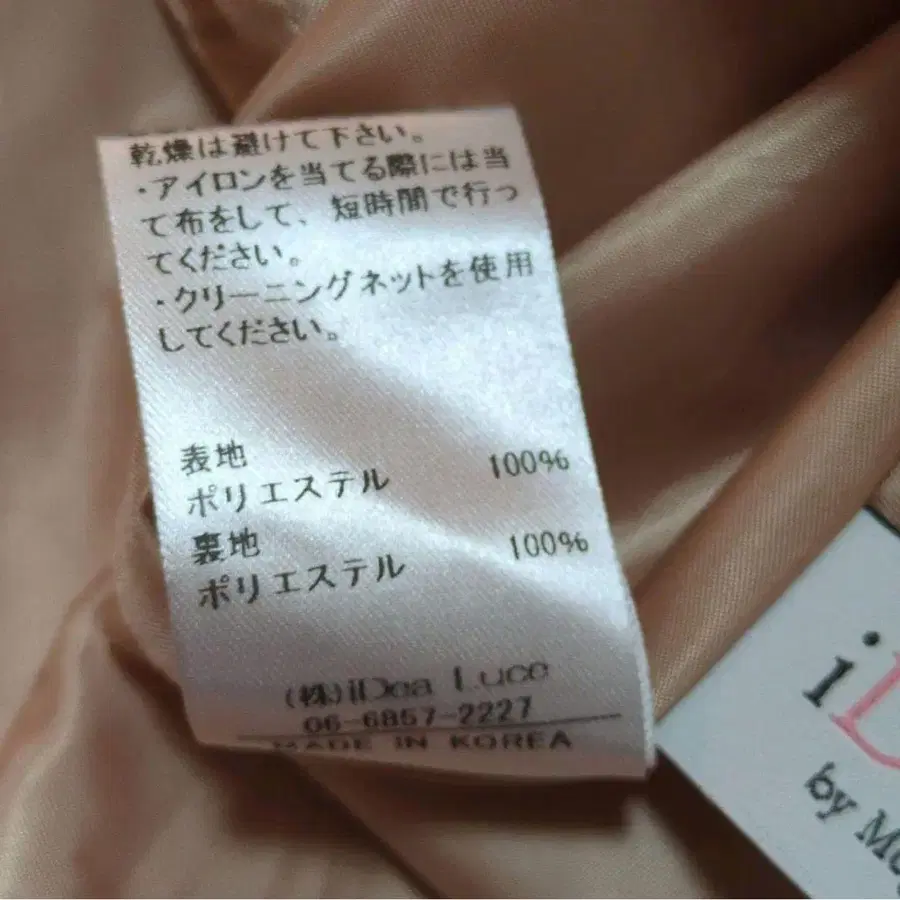 乾燥は避けて下さい。
・アイロンを当てる際には当
て布をして、短時間で行っ
てください。
・クリーニングネットを使用
してください。
表地
ポリエステル 100%
裏地
ポリエステル 100%
(株)iDea Luce
06-6857-2227
MADE IN KOREA
i
by